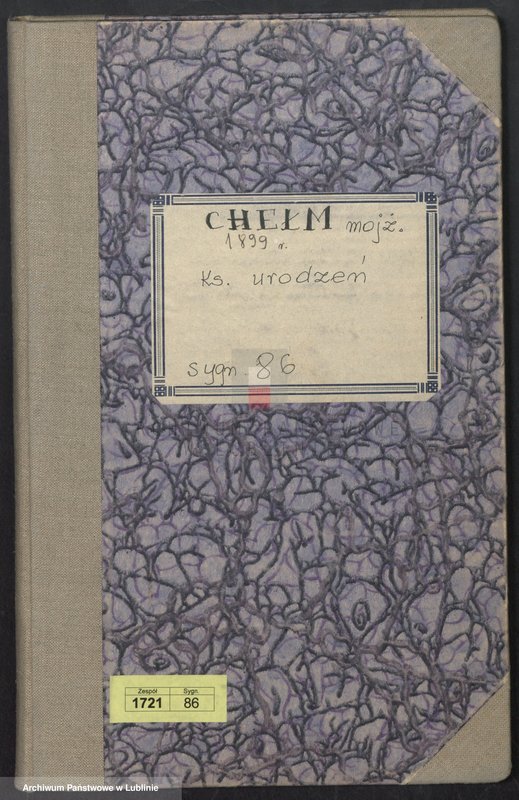 CHEŁM mojż.
1899 r.
Ks. urodzeń
sygn 86
Zespół Sygn.
1721 86
Archiwum Państwowe w Lublinie